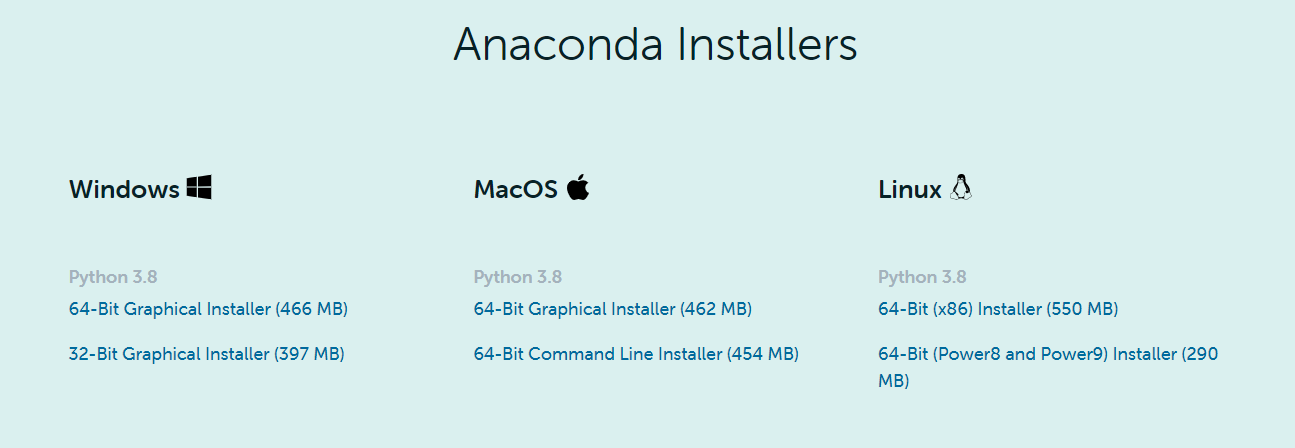 Anaconda Installers
Windows
Python 3.8
64-Bit Graphical Installer (466 MB)
32-Bit Graphical Installer (397 MB)
MacOS
Python 3.8
64-Bit Graphical Installer (462 MB)
64-Bit Command Line Installer (454 MB)
Linux
Python 3.8
64-Bit (x86) Installer (550 MB)
64-Bit (Power8 and Power9) Installer (290
MB)